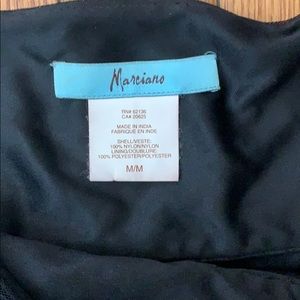 Marciano
RN# 62136
CA# 20625
MADE IN INDIA
FABRIQUÉ EN INDE
SHELL/VESTE:
100% NYLON/NYLON
LINING/DOUBLURE:
100% POLYESTER/POLYESTER
M/M